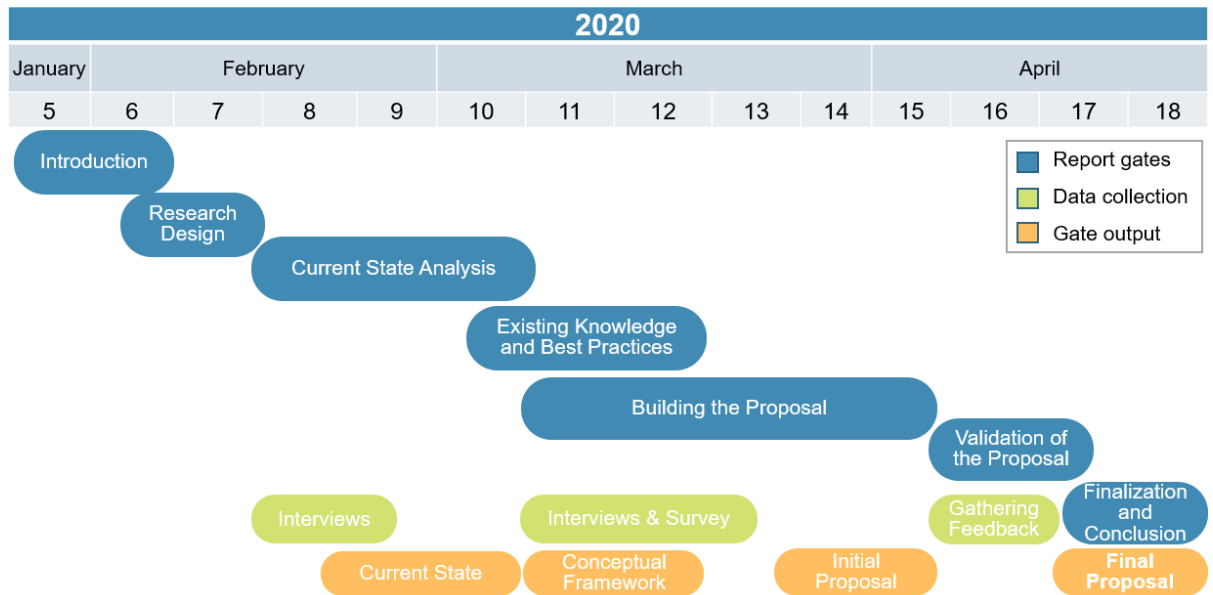 2020
January February March April
5 6 7 8 9 10 11 12 13 14 15 16 17 18
Introduction
Report gates
Data collection
Gate output
Research
Design
Current State Analysis
Existing Knowledge
and Best Practices
Building the Proposal
Validation of
the Proposal
Interviews
Interviews & Survey
Gathering
Feedback
Finalization
and
Conclusion
Current State
Conceptual
Framework
Initial
Proposal
Final
Proposal